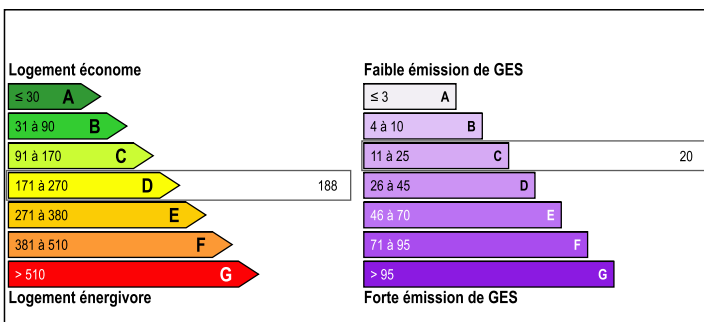 Logement économe
≤ 30 A
31 à 90 B
91 à 170 C
171 à 270 D 188
271 à 380 E
381 à 510 F
> 510 G
Logement énergivore
Faible émission de GES
≤ 3 A
4 à 10 B
11 à 25 C 20
26 à 45 D
46 à 70 E
71 à 95 F
> 95 G
Forte émission de GES